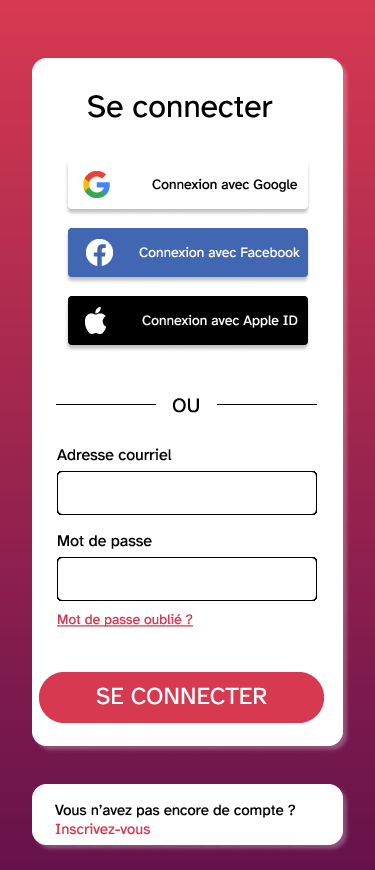 Se connecter
Connexion avec Google
Connexion avec Facebook
Connexion avec Apple ID
OU
Adresse courriel
Mot de passe
Mot de passe oublié ?
SE CONNECTER
Vous n’avez pas encore de compte ?
Inscrivez-vous